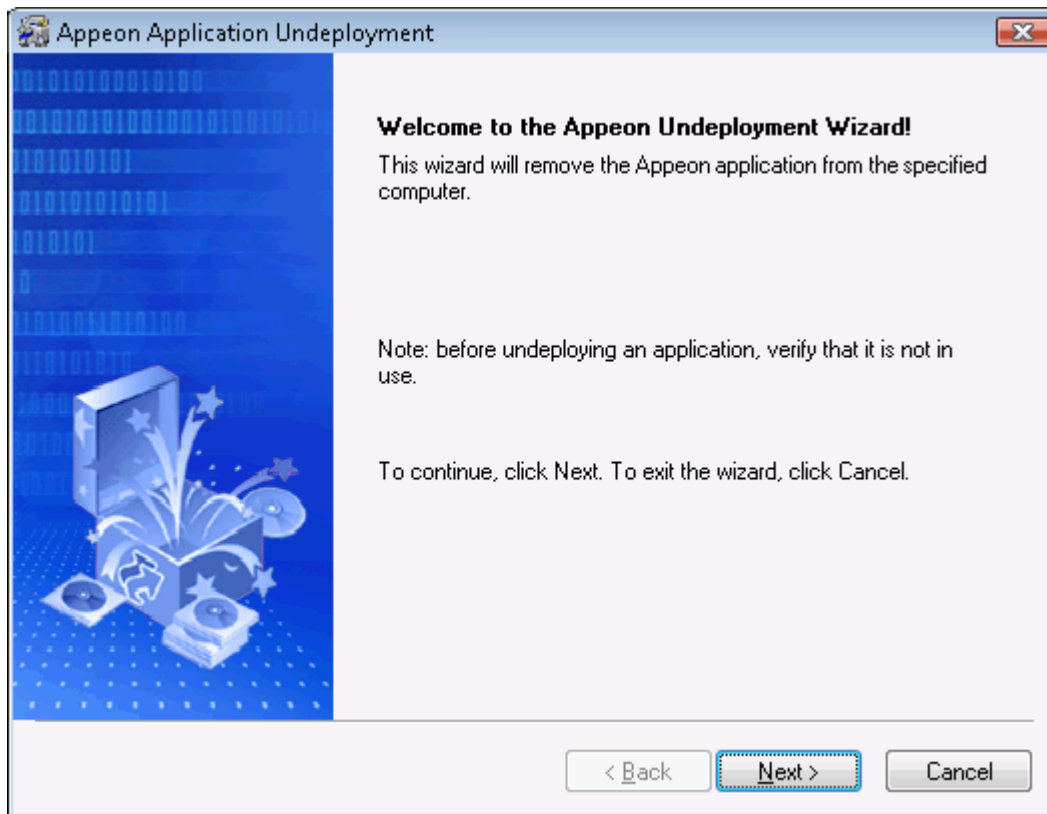 Appeon Application Undeployment
Welcome to the Appeon Undeployment Wizard!
This wizard will remove the Appeon application from the specified
computer.
Note: before undeploying an application, verify that it is not in
use.
To continue, click Next. To exit the wizard, click Cancel.
< Back
Next >
Cancel